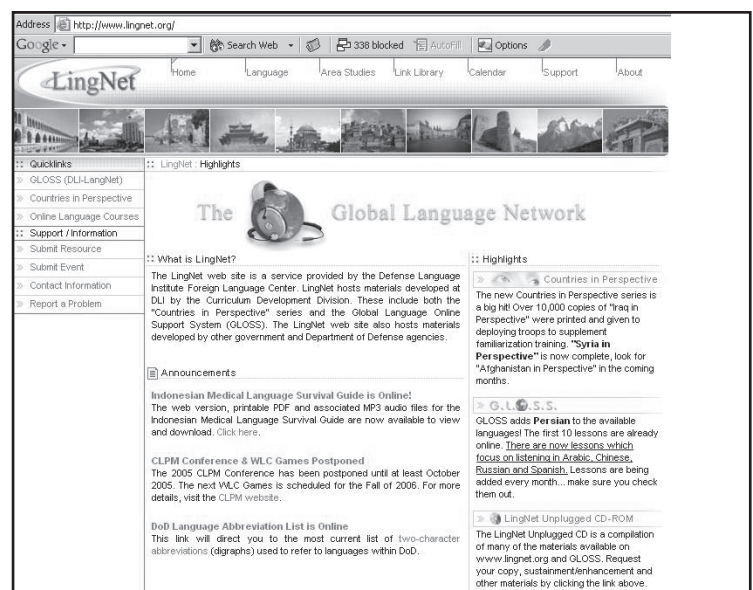 Address http://www.lingnet.org/
Google Search Web 338 blocked AutoFill Options
LingNet
Home Language Area Studies Link Library Calendar Support About
:: Quicklinks
» GLOSS (DLI-LangNet)
» Countries in Perspective
» Online Language Courses
:: Support / Information
» Submit Resource
» Submit Event
» Contact Information
» Report a Problem
:: LingNet : Highlights
The Global Language Network
:: What is LingNet?
The LingNet web site is a service provided by the Defense Language
Institute Foreign Language Center. LingNet hosts materials developed at
DLI by the Curriculum Development Division. These include both the
"Countries in Perspective" series and the Global Language Online
Support System (GLOSS). The LingNet web site also hosts materials
developed by other government and Department of Defense agencies.
Announcements
Indonesian Medical Language Survival Guide is Online!
The web version, printable PDF and associated MP3 audio files for the
Indonesian Medical Language Survival Guide are now available to view
and download. Click here.
CLPM Conference & WLC Games Postponed
The 2005 CLPM Conference has been postponed until at least October
2005. The next WLC Games is scheduled for the Fall of 2006. For more
details, visit the CLPM website.
DoD Language Abbreviation List is Online
This link will direct you to the most current list of two-character
abbreviations (digraphs) used to refer to languages within DoD.
:: Highlights
» Countries in Perspective
The new Countries in Perspective series is
a big hit! Over 10,000 copies of "Iraq in
Perspective" were printed and given to
deploying troops to supplement
familiarization training. "Syria in
Perspective" is now complete, look for
"Afghanistan in Perspective" in the coming
months.
» G.L.O.S.S.
GLOSS adds Persian to the available
languages! The first 10 lessons are already
online. There are now lessons which
focus on listening in Arabic, Chinese,
Russian and Spanish. Lessons are being
added every month... make sure you check
them out.
» LingNet Unplugged CD-ROM
The LingNet Unplugged CD is a compilation
of many of the materials available on
www.lingnet.org and GLOSS. Request
your copy, sustainment/enhancement and
other materials by clicking the link above.